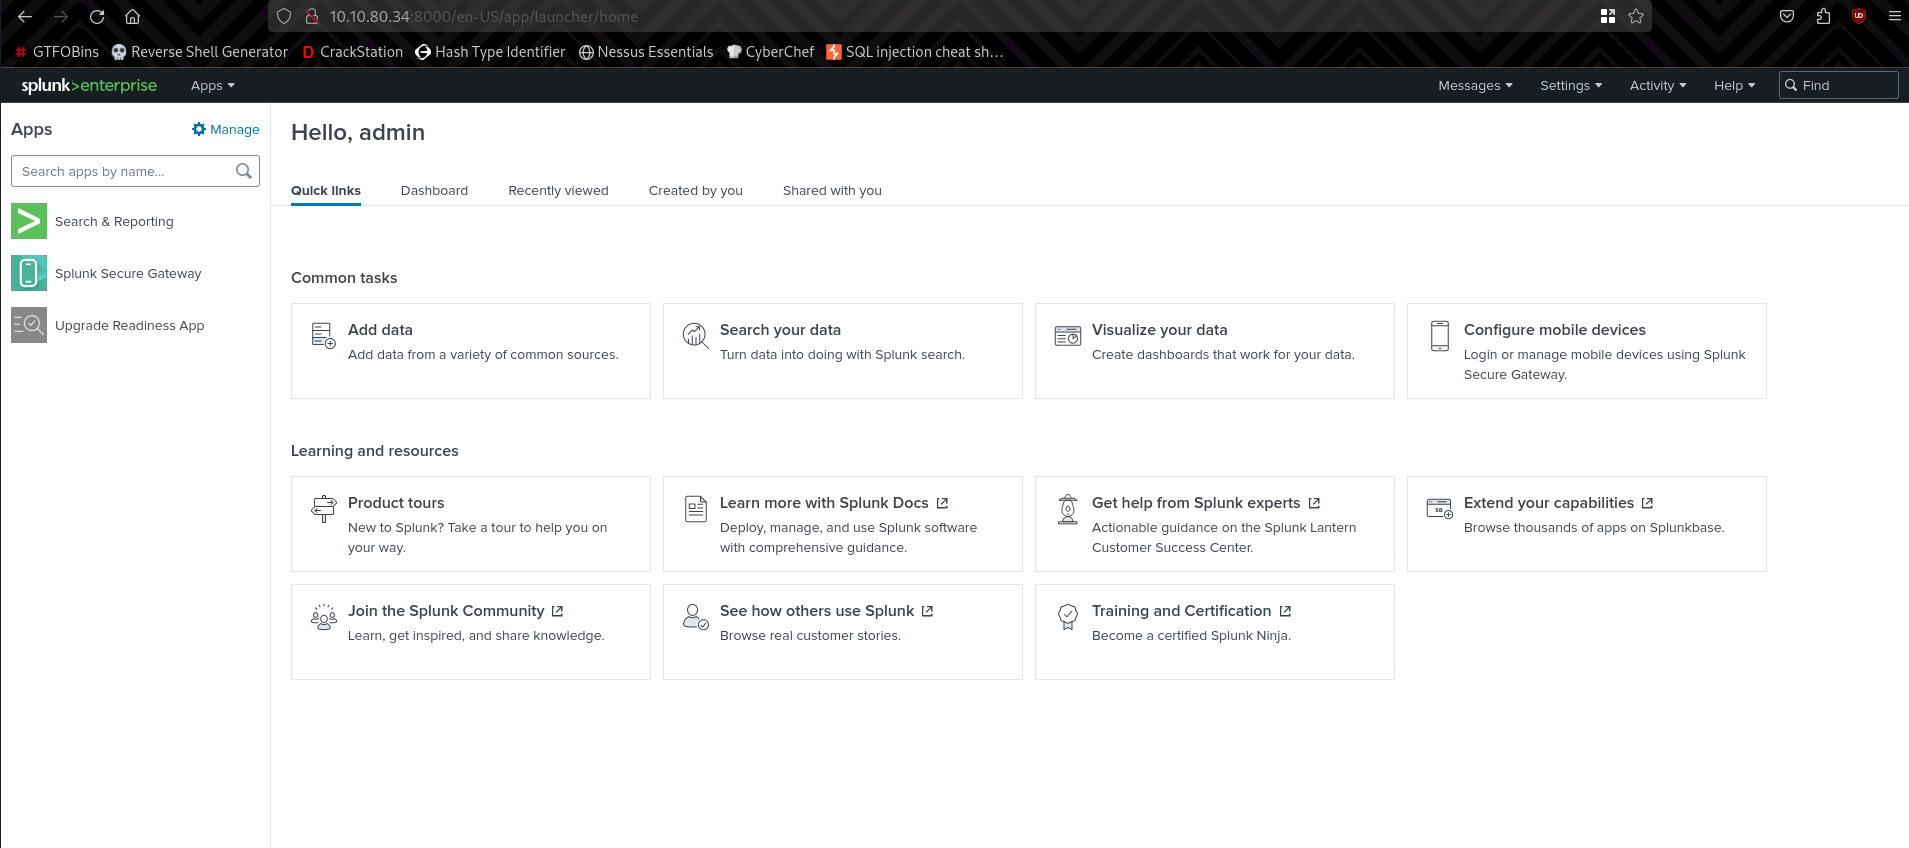 10.10.80.34:8000/en-US/app/launcher/home
GTFOBins Reverse Shell Generator CrackStation Hash Type Identifier Nessus Essentials CyberChef SQL injection cheat sh…
splunk>enterprise Apps Messages Settings Activity Help Find
Apps Manage
Search apps by name...
Search & Reporting
Splunk Secure Gateway
Upgrade Readiness App
Hello, admin
Quick links Dashboard Recently viewed Created by you Shared with you
Common tasks
Add data
Add data from a variety of common sources.
Search your data
Turn data into doing with Splunk search.
Visualize your data
Create dashboards that work for your data.
Configure mobile devices
Login or manage mobile devices using Splunk
Secure Gateway.
Learning and resources
Product tours
New to Splunk? Take a tour to help you on
your way.
Learn more with Splunk Docs
Deploy, manage, and use Splunk software
with comprehensive guidance.
Get help from Splunk experts
Actionable guidance on the Splunk Lantern
Customer Success Center.
Extend your capabilities
Browse thousands of apps on Splunkbase.
Join the Splunk Community
Learn, get inspired, and share knowledge.
See how others use Splunk
Browse real customer stories.
Training and Certification
Become a certified Splunk Ninja.